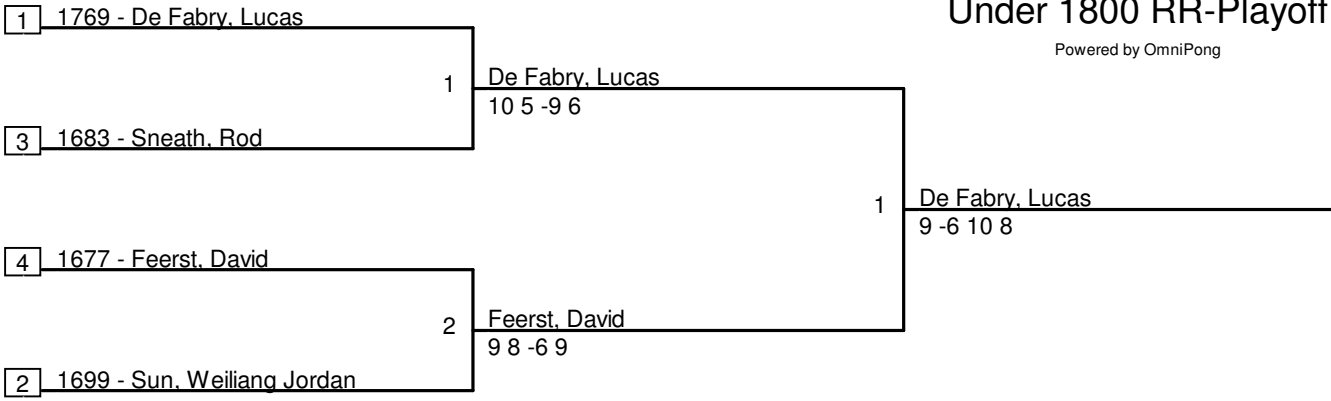 Under 1800 RR-Playoff
Powered by OmniPong
1 1769 - De Fabry, Lucas
1 De Fabry, Lucas
10 5 -9 6
3 1683 - Sneath, Rod
1 De Fabry, Lucas
9 -6 10 8
4 1677 - Feerst, David
2 Feerst, David
9 8 -6 9
2 1699 - Sun, Weiliang Jordan